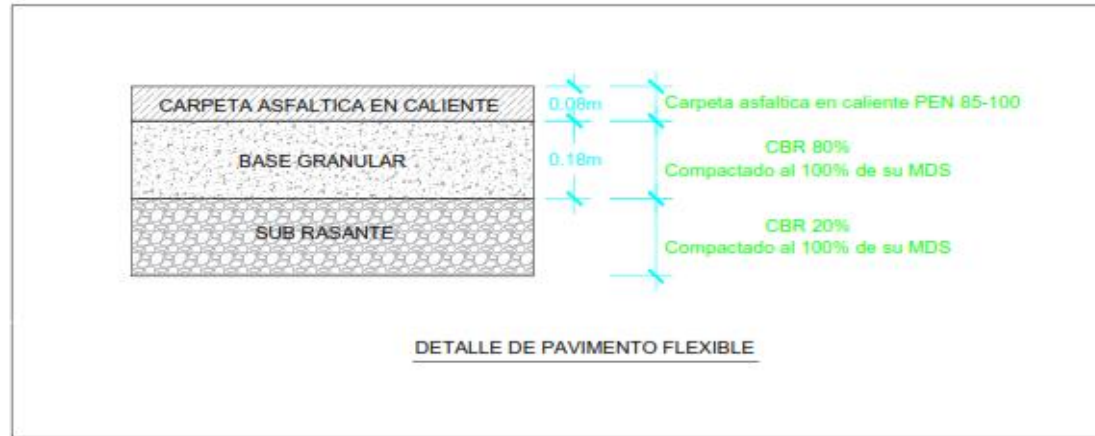 CARPETA ASFALTICA EN CALIENTE
0.08m
Carpeta asfaltica en caliente PEN 85-100
BASE GRANULAR
0.18m
CBR 80%
Compactado al 100% de su MDS
SUB RASANTE
CBR 20%
Compactado al 100% de su MDS
DETALLE DE PAVIMENTO FLEXIBLE